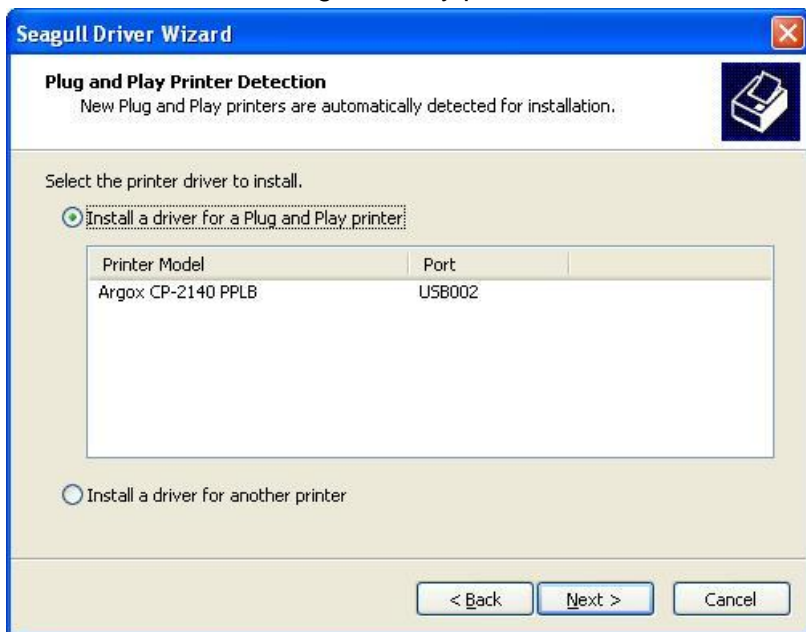 Seagull Driver Wizard
Plug and Play Printer Detection
New Plug and Play printers are automatically detected for installation.
Select the printer driver to install.
Install a driver for a Plug and Play printer
Printer Model Port
Argox CP-2140 PPLB USB002
Install a driver for another printer
< Back Next > Cancel